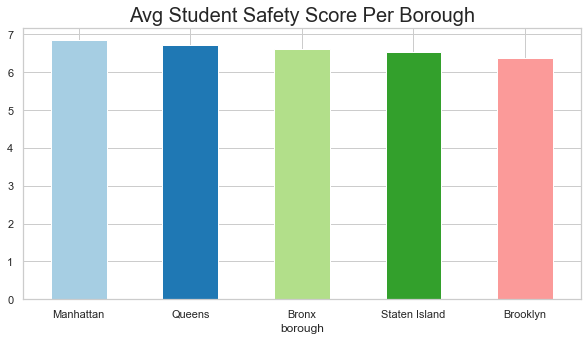 Avg Student Safety Score Per Borough
7
6
5
4
3
2
1
0
Manhattan Queens Bronx Staten Island Brooklyn
borough